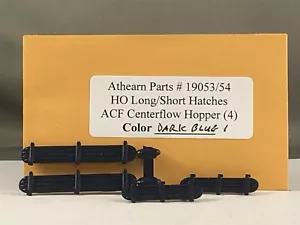 Athearn Parts # 19053/54
HO Long/Short Hatches
ACF Centerflow Hopper (4)
Color DARK BLUE 1